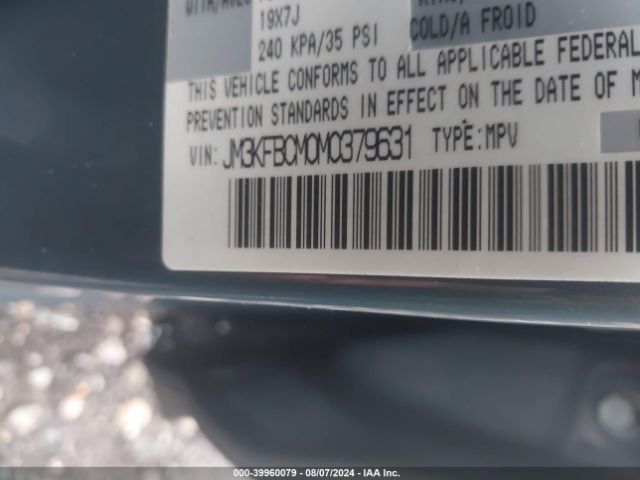 19X7J
240 KPA/35 PSI
COLD/A FROID
THIS VEHICLE CONFORMS TO ALL APPLICABLE FEDERAL
PREVENTION STANDARDS IN EFFECT ON THE DATE OF M
VIN: JM3KFBCM0M0379631 TYPE:MPV
000-39960079 - 08/07/2024 - IAA Inc.